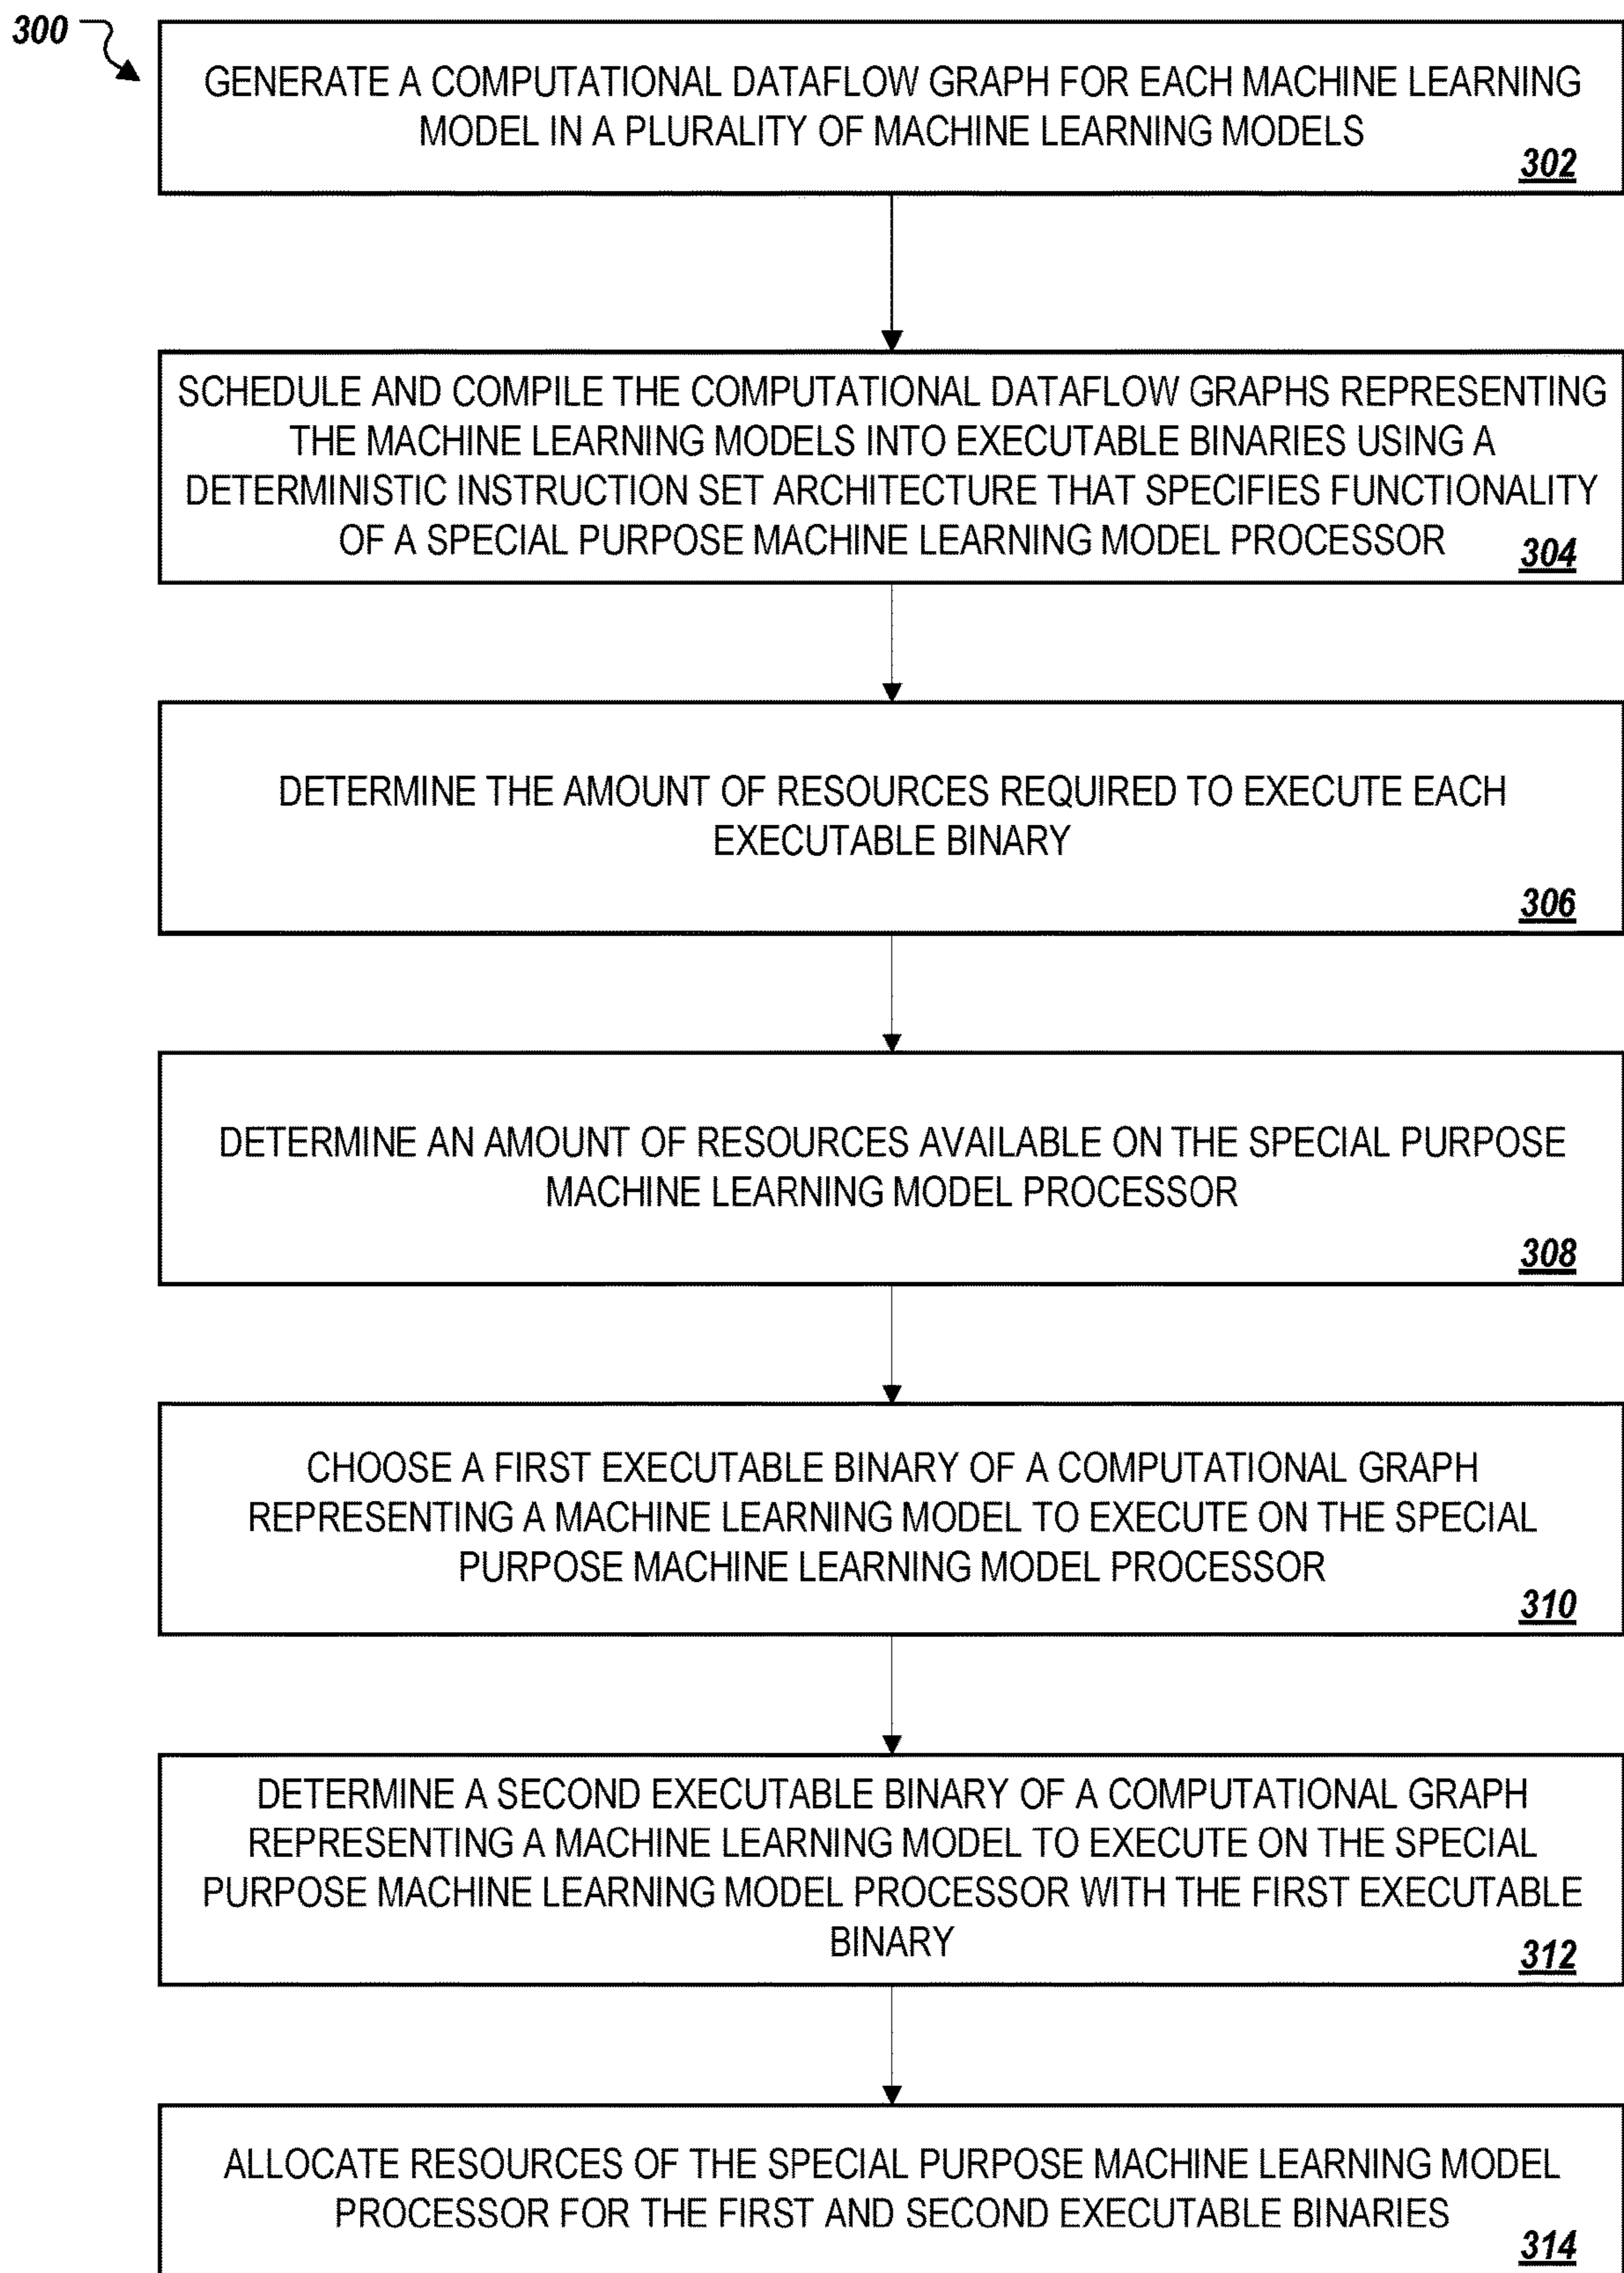 300
GENERATE A COMPUTATIONAL DATAFLOW GRAPH FOR EACH MACHINE LEARNING
MODEL IN A PLURALITY OF MACHINE LEARNING MODELS
302
SCHEDULE AND COMPILE THE COMPUTATIONAL DATAFLOW GRAPHS REPRESENTING
THE MACHINE LEARNING MODELS INTO EXECUTABLE BINARIES USING A
DETERMINISTIC INSTRUCTION SET ARCHITECTURE THAT SPECIFIES FUNCTIONALITY
OF A SPECIAL PURPOSE MACHINE LEARNING MODEL PROCESSOR
304
DETERMINE THE AMOUNT OF RESOURCES REQUIRED TO EXECUTE EACH
EXECUTABLE BINARY
306
DETERMINE AN AMOUNT OF RESOURCES AVAILABLE ON THE SPECIAL PURPOSE
MACHINE LEARNING MODEL PROCESSOR
308
CHOOSE A FIRST EXECUTABLE BINARY OF A COMPUTATIONAL GRAPH
REPRESENTING A MACHINE LEARNING MODEL TO EXECUTE ON THE SPECIAL
PURPOSE MACHINE LEARNING MODEL PROCESSOR
310
DETERMINE A SECOND EXECUTABLE BINARY OF A COMPUTATIONAL GRAPH
REPRESENTING A MACHINE LEARNING MODEL TO EXECUTE ON THE SPECIAL
PURPOSE MACHINE LEARNING MODEL PROCESSOR WITH THE FIRST EXECUTABLE
BINARY
312
ALLOCATE RESOURCES OF THE SPECIAL PURPOSE MACHINE LEARNING MODEL
PROCESSOR FOR THE FIRST AND SECOND EXECUTABLE BINARIES
314